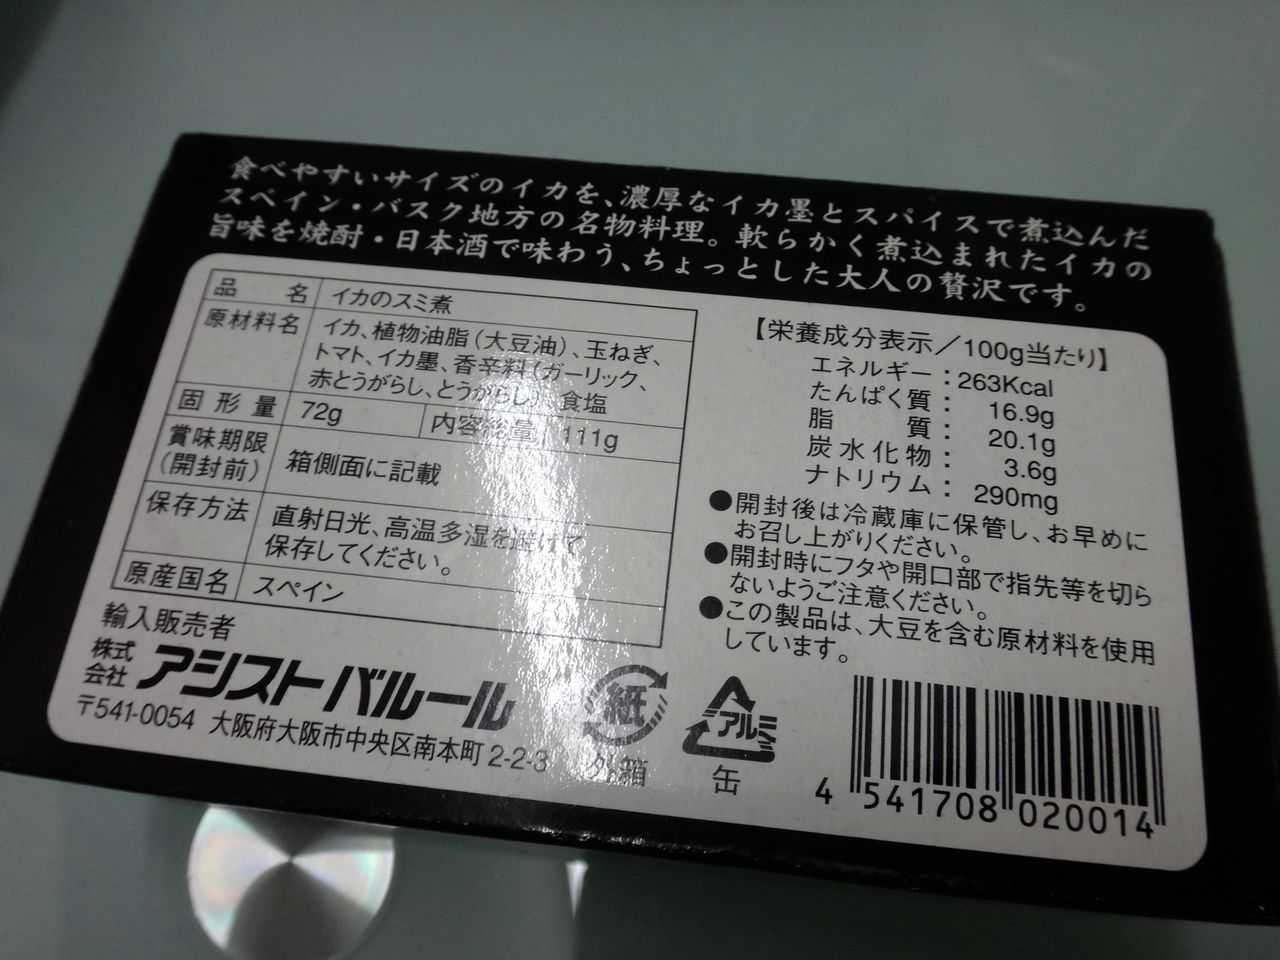 食べやすいサイズのイカを、濃厚なイカ墨とスパイスで煮込んだ
スペイン・バスク地方の名物料理。軟らかく煮込まれたイカの
旨味を焼酎・日本酒で味わう、ちょっとした大人の贅沢です。
品名 イカのスミ煮
原材料名 イカ、植物油脂(大豆油)、玉ねぎ、
トマト、イカ墨、香辛料(ガーリック、
赤とうがらし、とうがらし)、食塩
固形量 72g 内容総量 111g
賞味期限
(開封前) 箱側面に記載
保存方法 直射日光、高温多湿を避けて
保存してください。
原産国名 スペイン
輸入販売者
株式会社 アシストバルール
〒541-0054 大阪府大阪市中央区南本町2-2-3
【栄養成分表示/100g当たり】
エネルギー:263Kcal
たんぱく質:16.9g
脂質:20.1g
炭水化物:3.6g
ナトリウム:290mg
●開封後は冷蔵庫に保管し、お早めに
お召し上がりください。
●開封時にフタや開口部で指先等を切ら
ないようご注意ください。
●この製品は、大豆を含む原材料を使用
しています。
紙
外箱
アルミ
缶
4 541708 020014